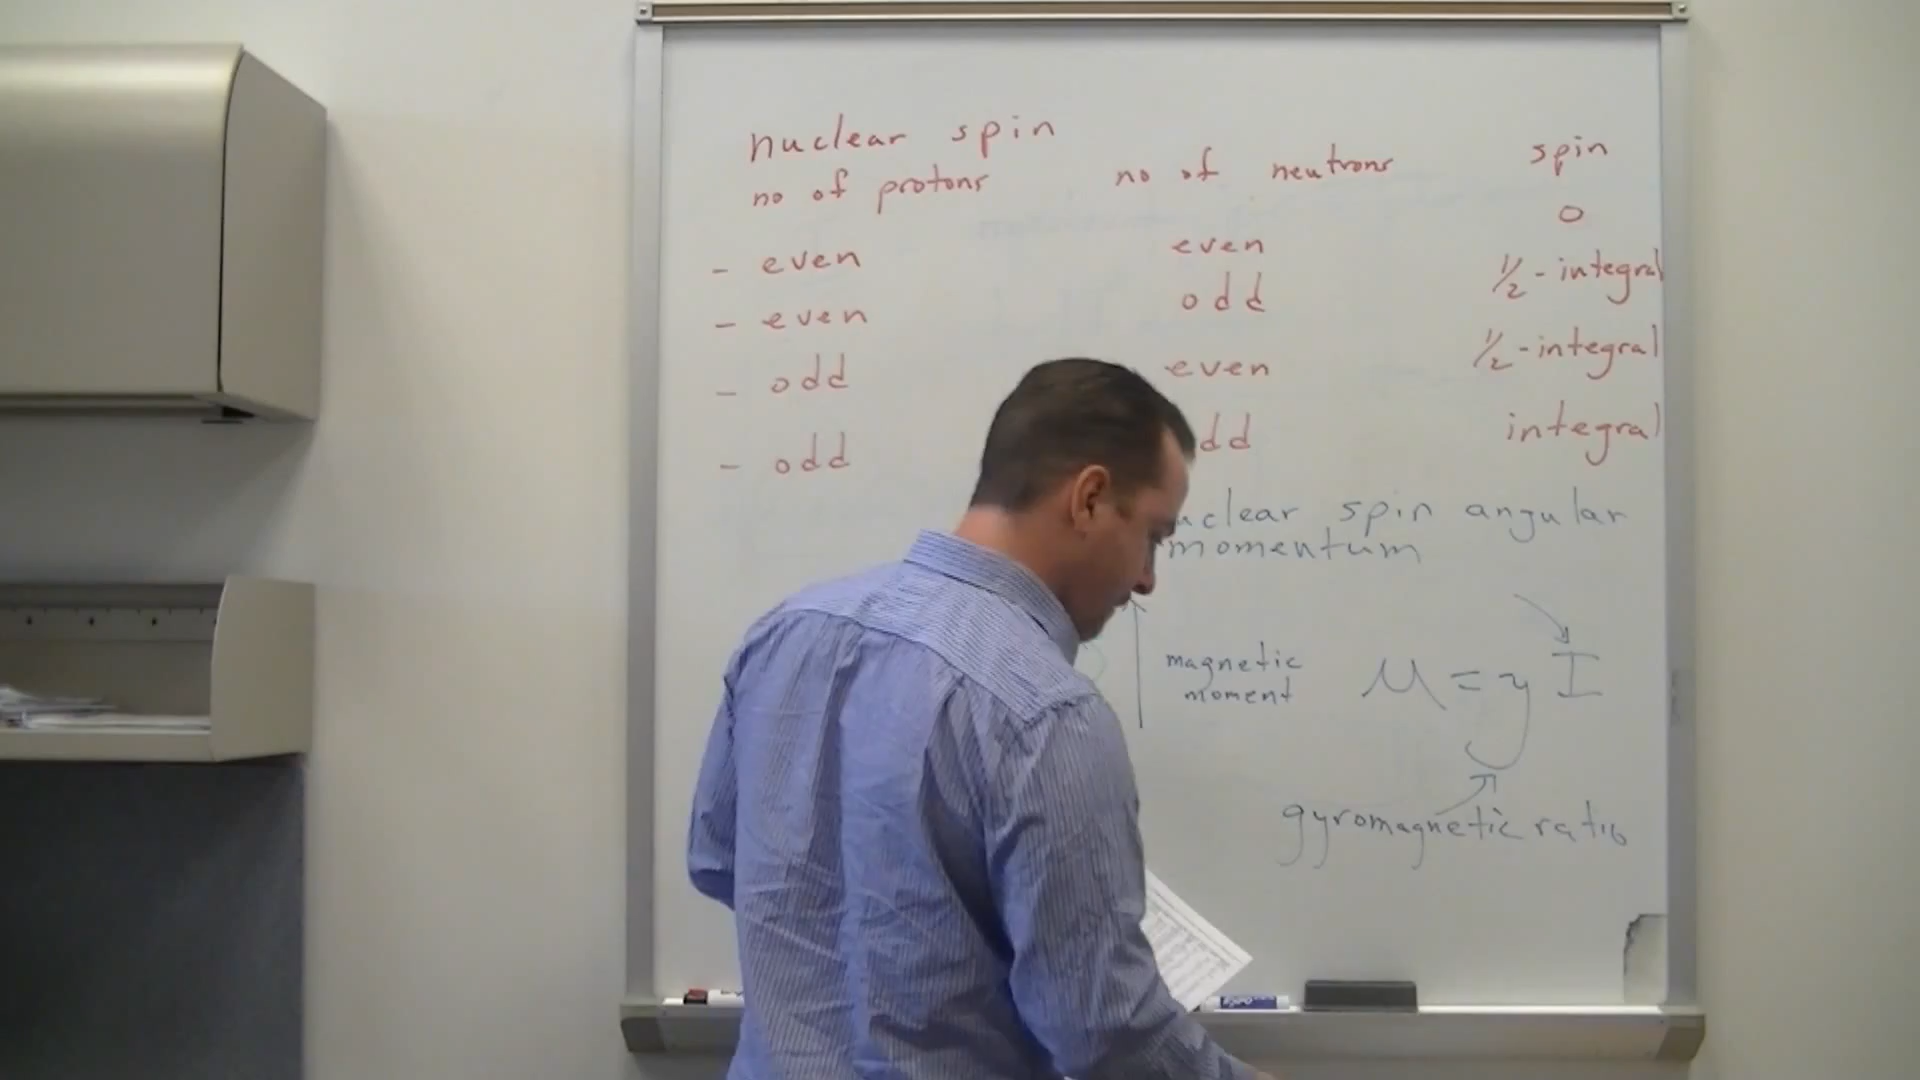 nuclear spin
no of protons no of neutrons spin
0
- even even
- even odd 1/2-integral
- odd even 1/2-integral
- odd dd integral
uclear spin angular
momentum
magnetic
moment
μ = γ I
gyromagnetic ratio